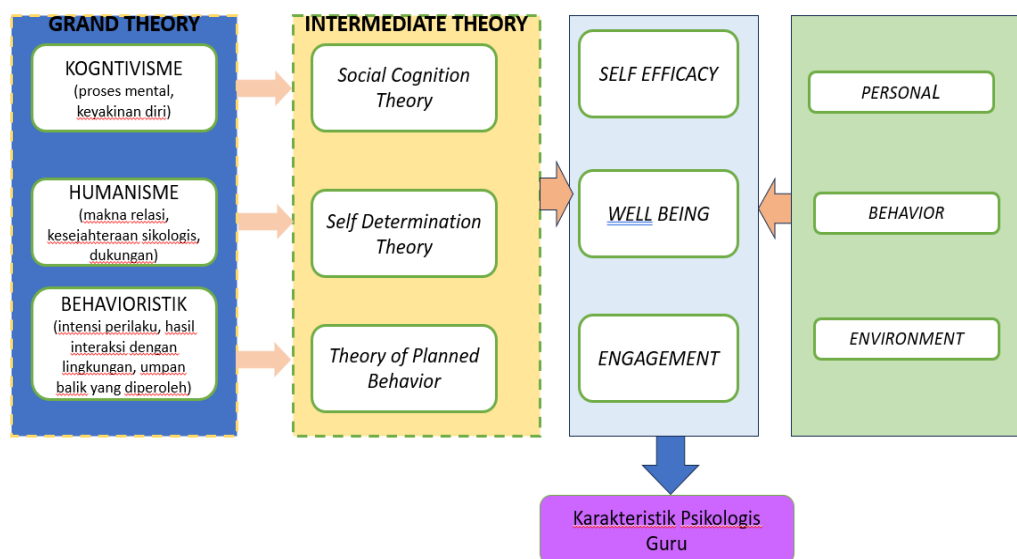 GRAND THEORY
KOGNTIVISME
(proses mental,
keyakinan diri)
HUMANISME
(makna relasi,
kesejahteraan sikologis,
dukungan)
BEHAVIORISTIK
(intensi perilaku, hasil
interaksi dengan
lingkungan, umpan
balik yang diperoleh)
INTERMEDIATE THEORY
Social Cognition
Theory
Self Determination
Theory
Theory of Planned
Behavior
SELF EFFICACY
WELL BEING
ENGAGEMENT
PERSONAL
BEHAVIOR
ENVIRONMENT
Karakteristik Psikologis
Guru